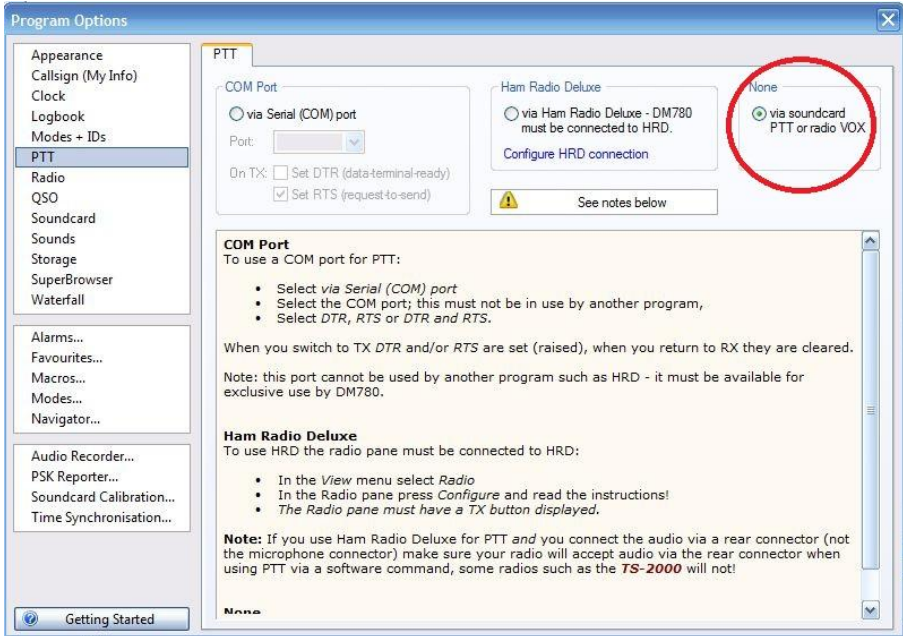 Program Options
Appearance
Callsign (My Info)
Clock
Logbook
Modes + IDs
PTT
Radio
QSO
Soundcard
Sounds
Storage
SuperBrowser
Waterfall
Alarms...
Favourites...
Macros...
Modes...
Navigator...
Audio Recorder...
PSK Reporter...
Soundcard Calibration...
Time Synchronisation...
Getting Started
PTT
COM Port
via Serial (COM) port
Port:
On TX: Set DTR (data-terminal-ready)
Set RTS (request-to-send)
Ham Radio Deluxe
via Ham Radio Deluxe - DM780
must be connected to HRD.
Configure HRD connection
None
via soundcard
PTT or radio VOX
See notes below
COM Port
To use a COM port for PTT:
• Select via Serial (COM) port
• Select the COM port; this must not be in use by another program,
• Select DTR, RTS or DTR and RTS.
When you switch to TX DTR and/or RTS are set (raised), when you return to RX they are cleared.
Note: this port cannot be used by another program such as HRD - it must be available for
exclusive use by DM780.
Ham Radio Deluxe
To use HRD the radio pane must be connected to HRD:
• In the View menu select Radio
• In the Radio pane press Configure and read the instructions!
• The Radio pane must have a TX button displayed.
Note: If you use Ham Radio Deluxe for PTT and you connect the audio via a rear connector (not
the microphone connector) make sure your radio will accept audio via the rear connector when
using PTT via a software command, some radios such as the TS-2000 will not!
None